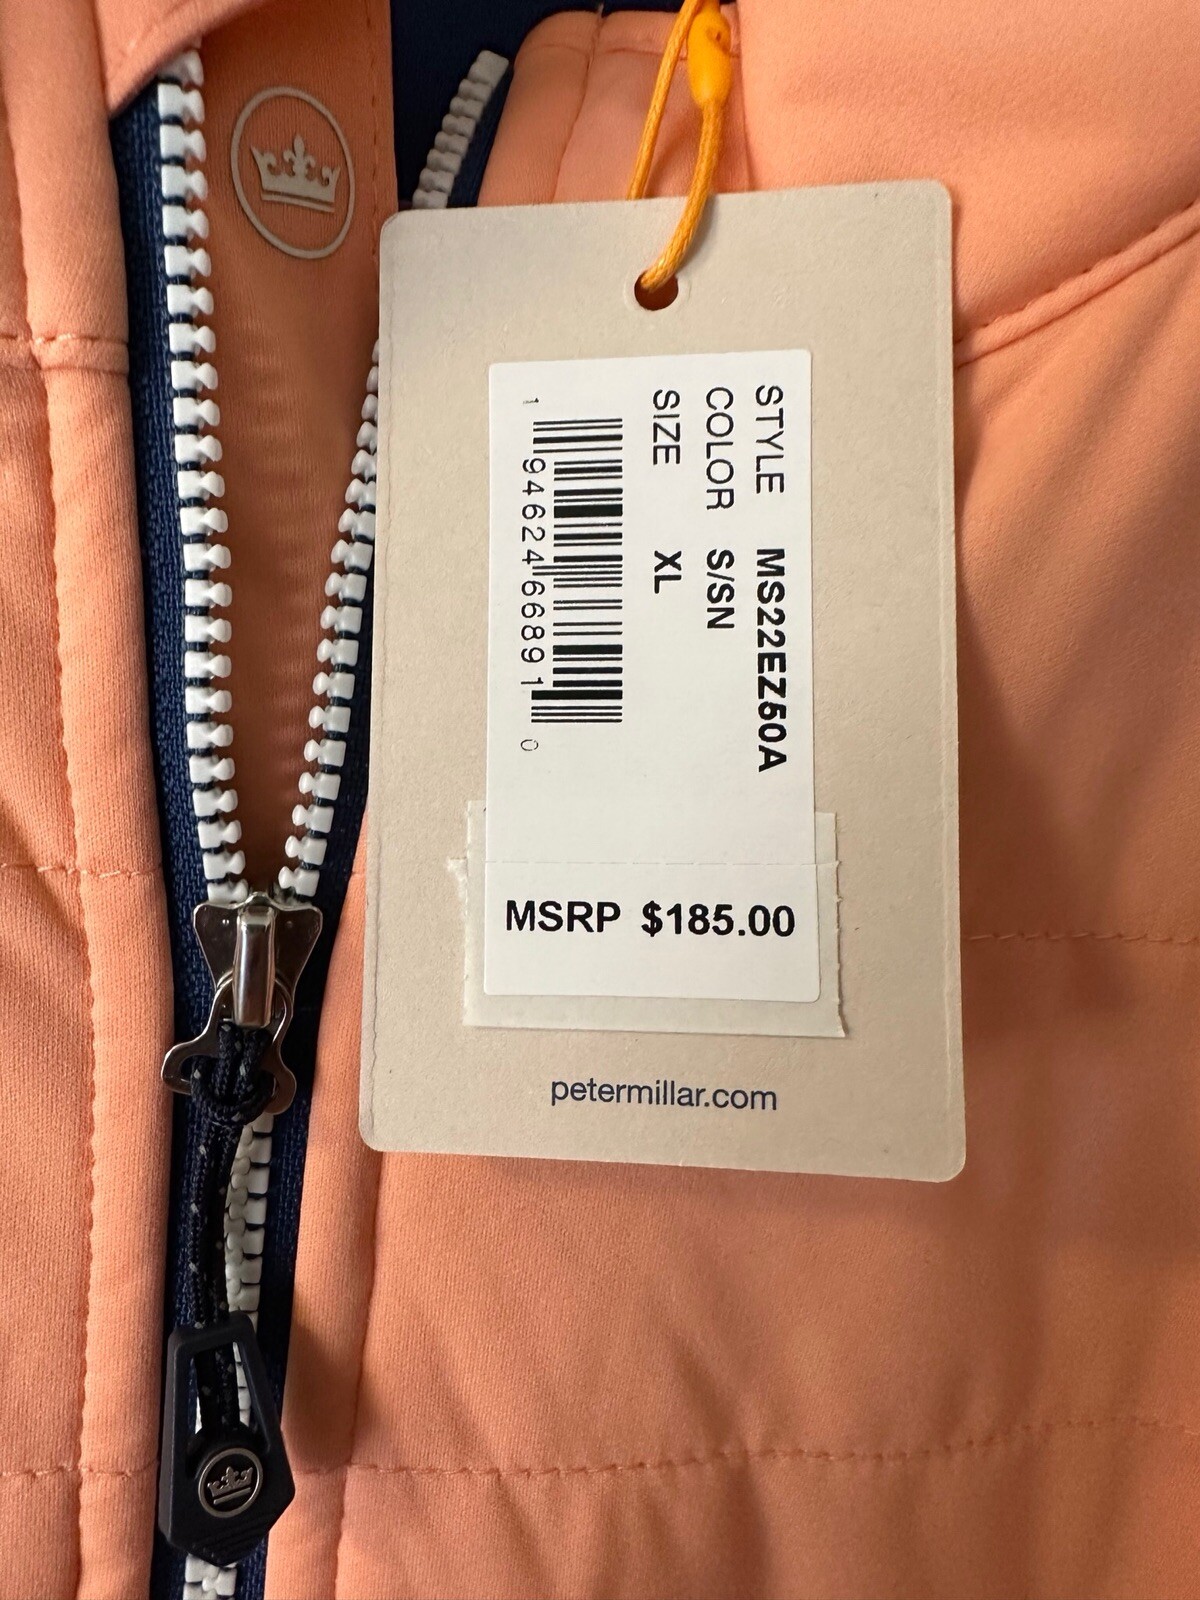 STYLE MS22EZ50A
COLOR S/SN
SIZE XL
1 94624 66891 0
MSRP $185.00
petermillar.com